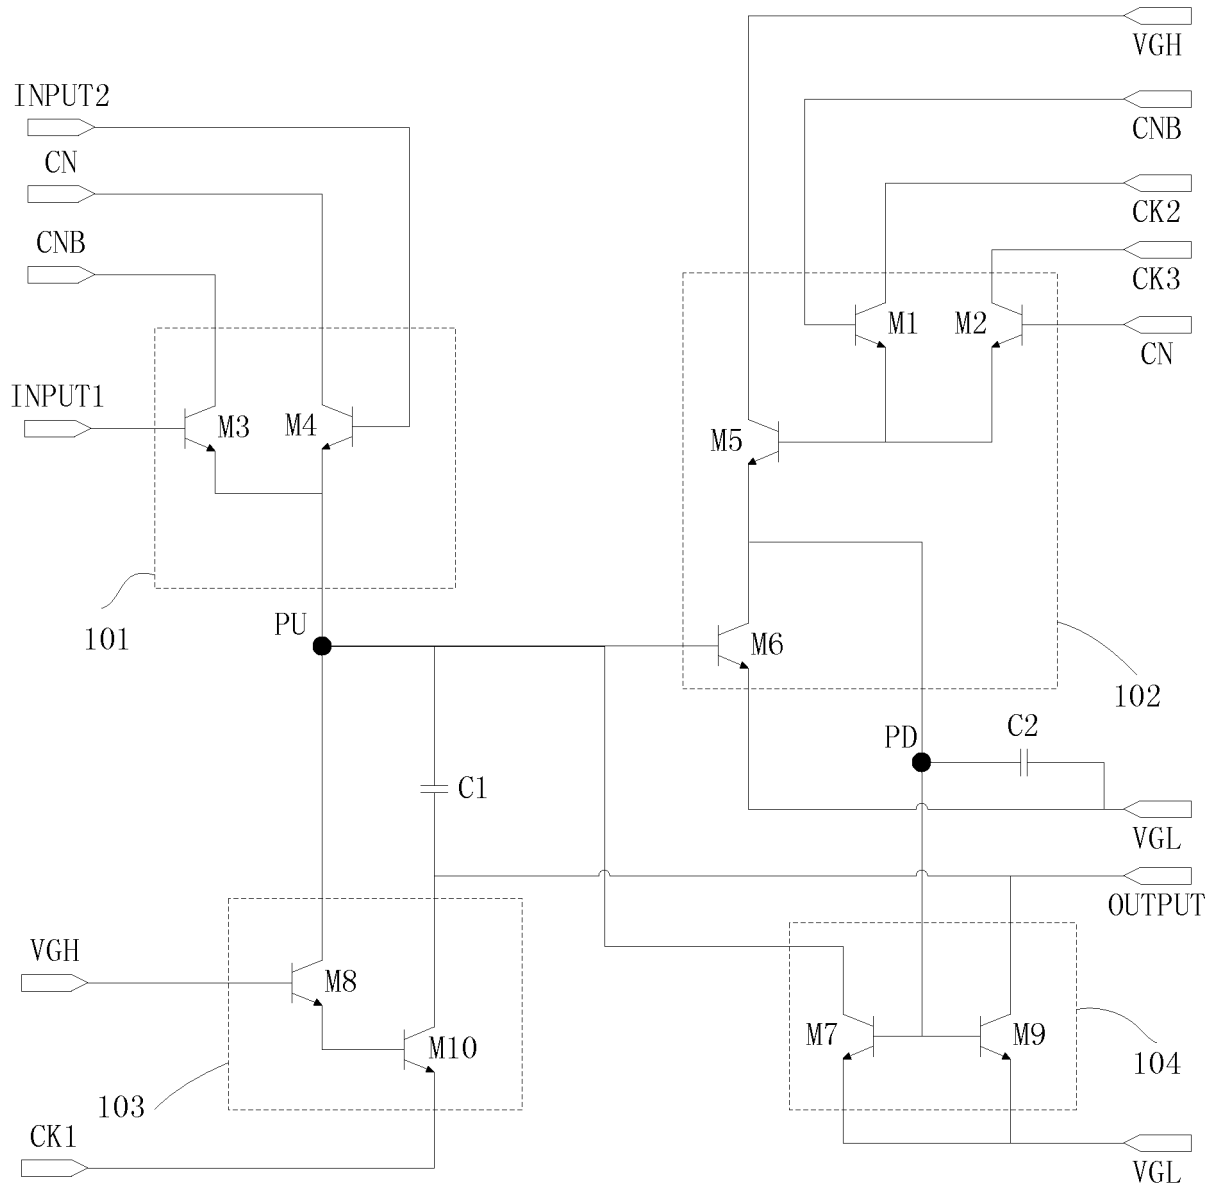 VGH
INPUT2
CNB
CN
CK2
CNB
CK3
M1
M2
CN
INPUT1
M3
M4
M5
PU
M6
101
102
C2
PD
C1
VGL
OUTPUT
VGH
M8
M7
M9
M10
104
103
CK1
VGL